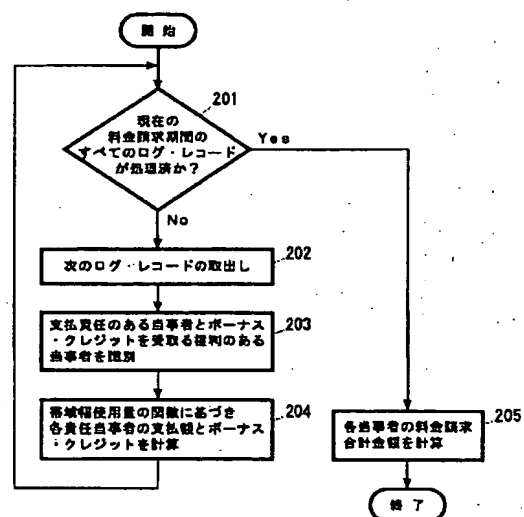 開始
201
現在の
料金請求期間の
すべてのログ・レコード
が処理済か?
Yes
No
202
次のログ・レコードの取出し
203
支払責任のある当事者とボーナス
・クレジットを受取る権利のある
当事者を識別
204
帯域幅使用量の関数に基づき
各責任当事者の支払額とボーナス
・クレジットを計算
205
各当事者の料金請求
合計金額を計算
終了